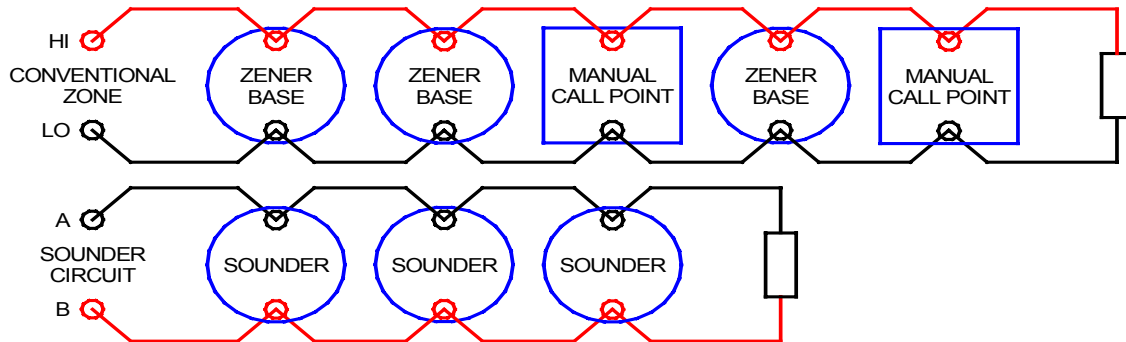 HI
CONVENTIONAL
ZONE
LO
ZENER
BASE
ZENER
BASE
MANUAL
CALL POINT
ZENER
BASE
MANUAL
CALL POINT
A
SOUNDER
CIRCUIT
B
SOUNDER
SOUNDER
SOUNDER